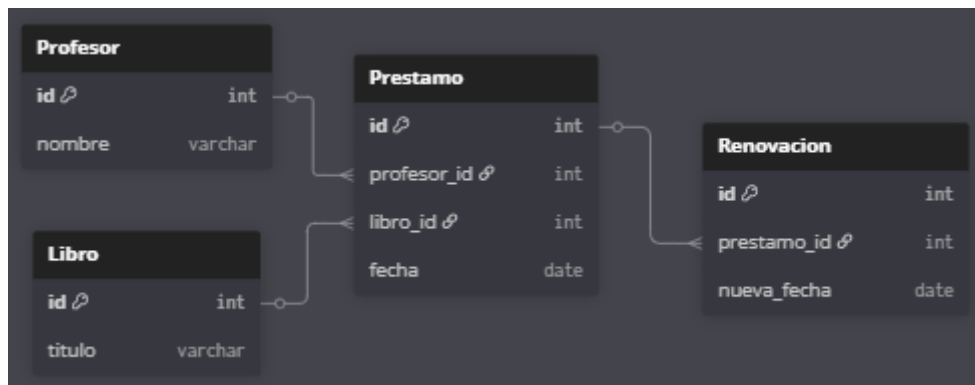 Profesor
id int
nombre varchar
Libro
id int
titulo varchar
Prestamo
id int
profesor_id int
libro_id int
fecha date
Renovacion
id int
prestamo_id int
nueva_fecha date